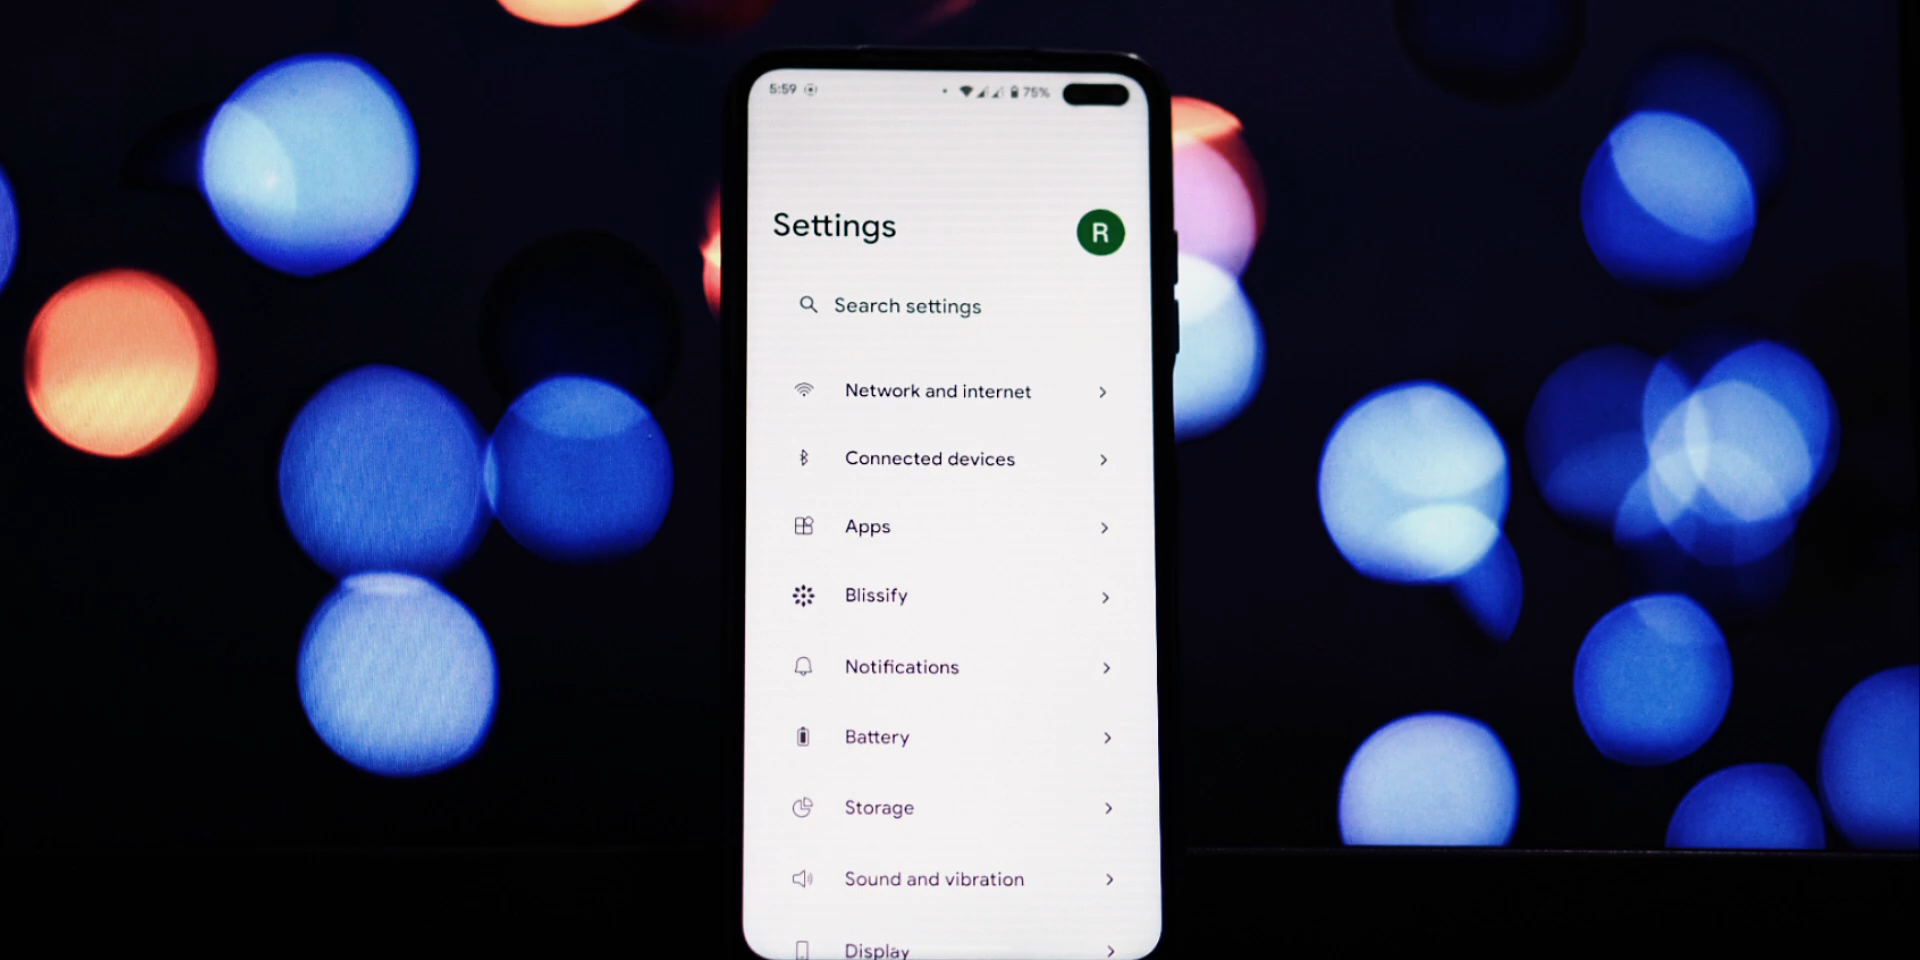 5:59 75%
Settings R
Search settings
Network and internet
Connected devices
Apps
Blissify
Notifications
Battery
Storage
Sound and vibration
Display